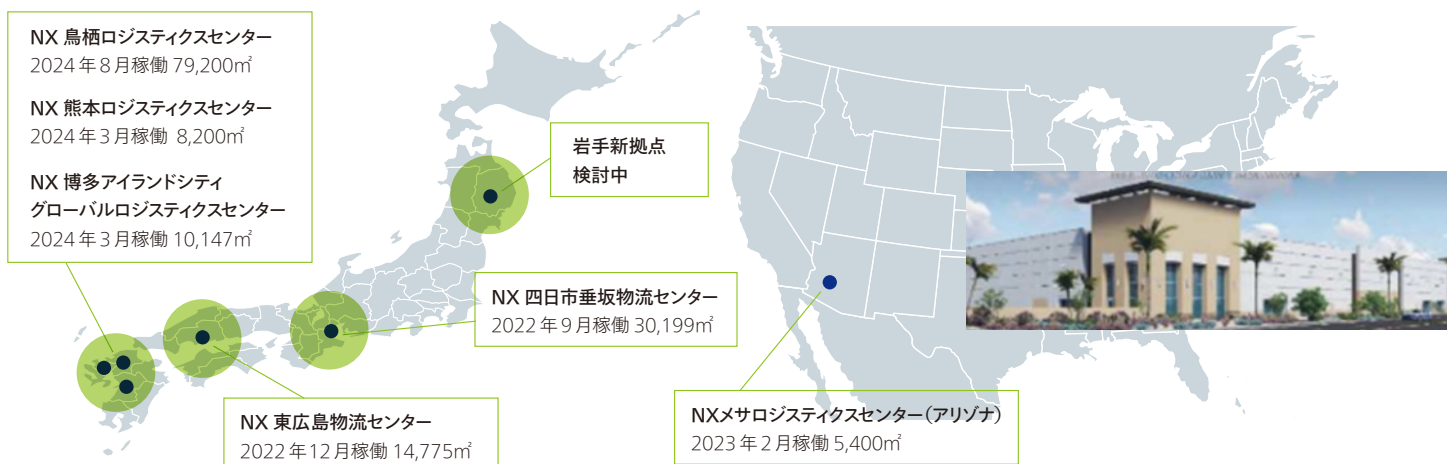 NX 鳥栖ロジスティクスセンター
2024年8月稼働 79,200㎡
NX 熊本ロジスティクスセンター
2024年3月稼働 8,200㎡
NX 博多アイランドシティ
グローバルロジスティクスセンター
2024年3月稼働 10,147㎡
岩手新拠点
検討中
NX 四日市垂坂物流センター
2022年9月稼働 30,199㎡
NX 東広島物流センター
2022年12月稼働 14,775㎡
NXメサロジスティクスセンター（アリゾナ）
2023年2月稼働 5,400㎡